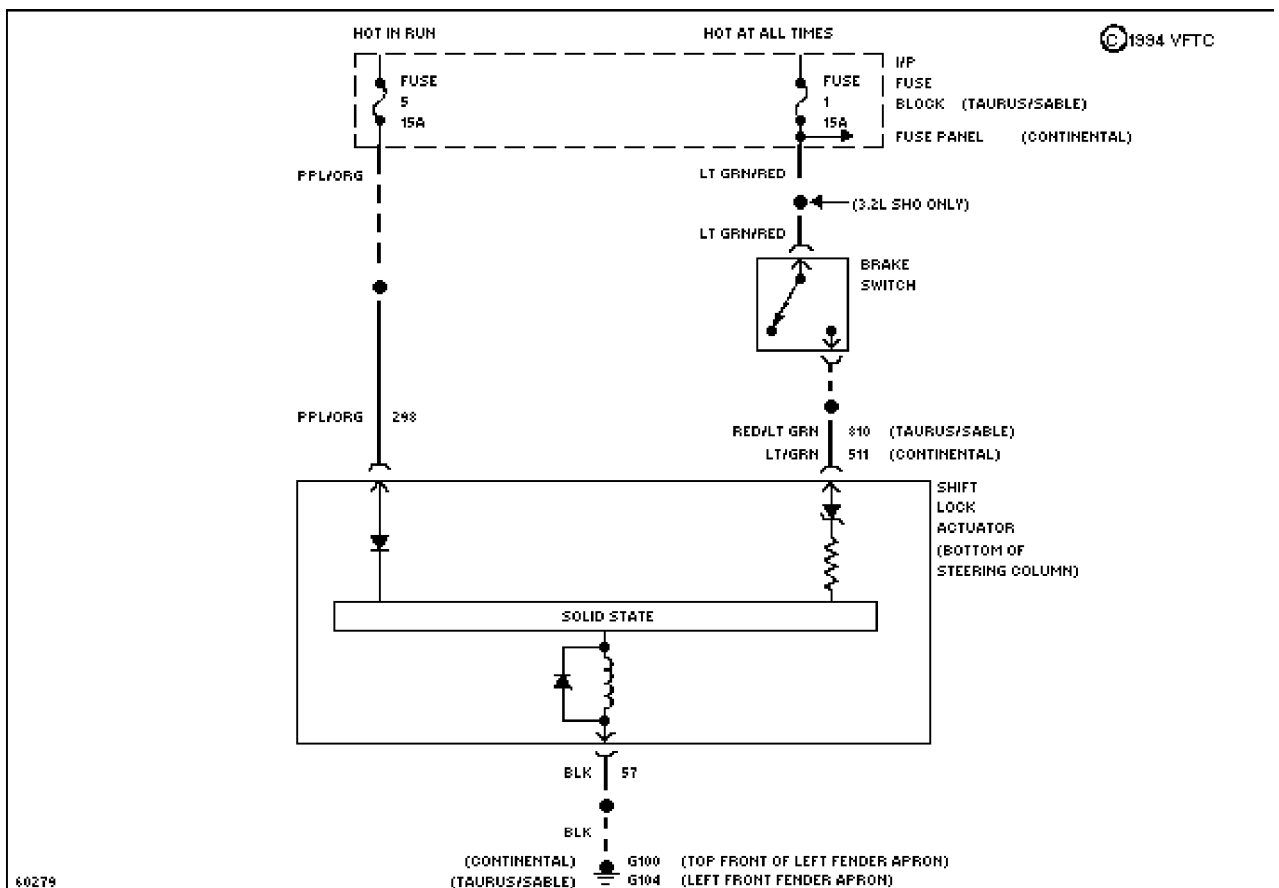 HOT IN RUN
HOT AT ALL TIMES
© 1994 VFTC
FUSE
5
15A
FUSE
1
15A
I/P
FUSE
BLOCK (TAURUS/SABLE)
FUSE PANEL (CONTINENTAL)
PPL/ORG
LT GRN/RED
(3.2L SHO ONLY)
LT GRN/RED
BRAKE
SWITCH
PPL/ORG 298
RED/LT GRN 810 (TAURUS/SABLE)
LT/GRN 511 (CONTINENTAL)
SHIFT
LOCK
ACTUATOR
(BOTTOM OF
STEERING COLUMN)
SOLID STATE
BLK 57
BLK
(CONTINENTAL) G100 (TOP FRONT OF LEFT FENDER APRON)
(TAURUS/SABLE) G104 (LEFT FRONT FENDER APRON)
60279